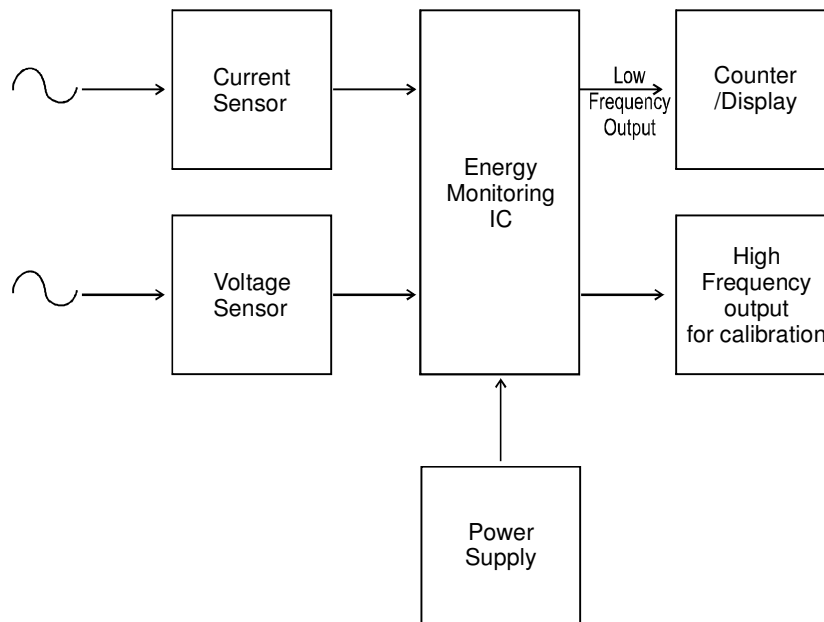 Current
Sensor
Energy
Monitoring
IC
Low
Frequency
Output
Counter
/Display
Voltage
Sensor
High
Frequency
output
for calibration
Power
Supply